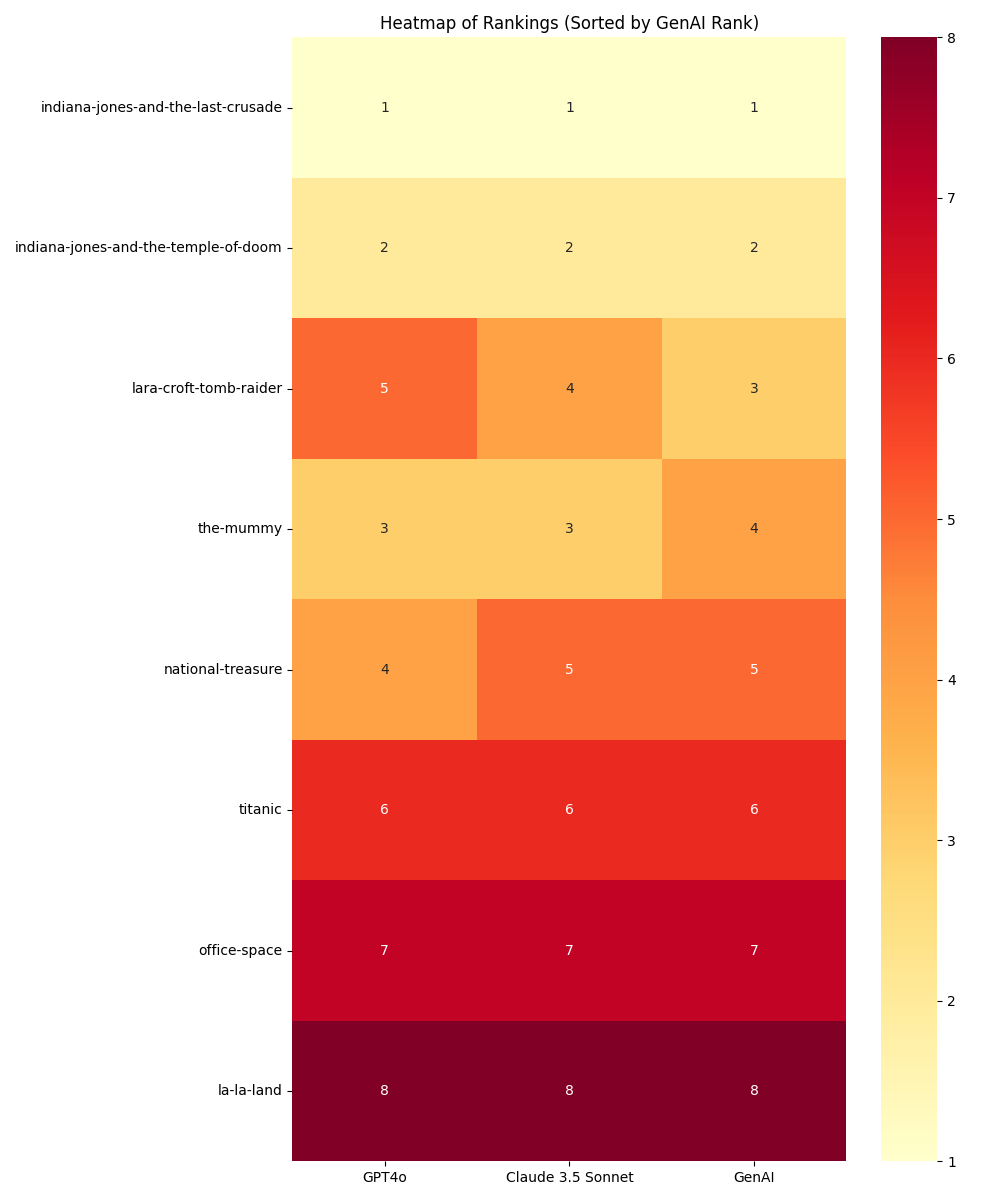 Heatmap of Rankings (Sorted by GenAI Rank)
8
indiana-jones-and-the-last-crusade 1 1 1
7
indiana-jones-and-the-temple-of-doom 2 2 2
6
lara-croft-tomb-raider 5 4 3
5
the-mummy 3 3 4
national-treasure 4 5 5
4
titanic 6 6 6
3
office-space 7 7 7
2
la-la-land 8 8 8
1
GPT4o Claude 3.5 Sonnet GenAI